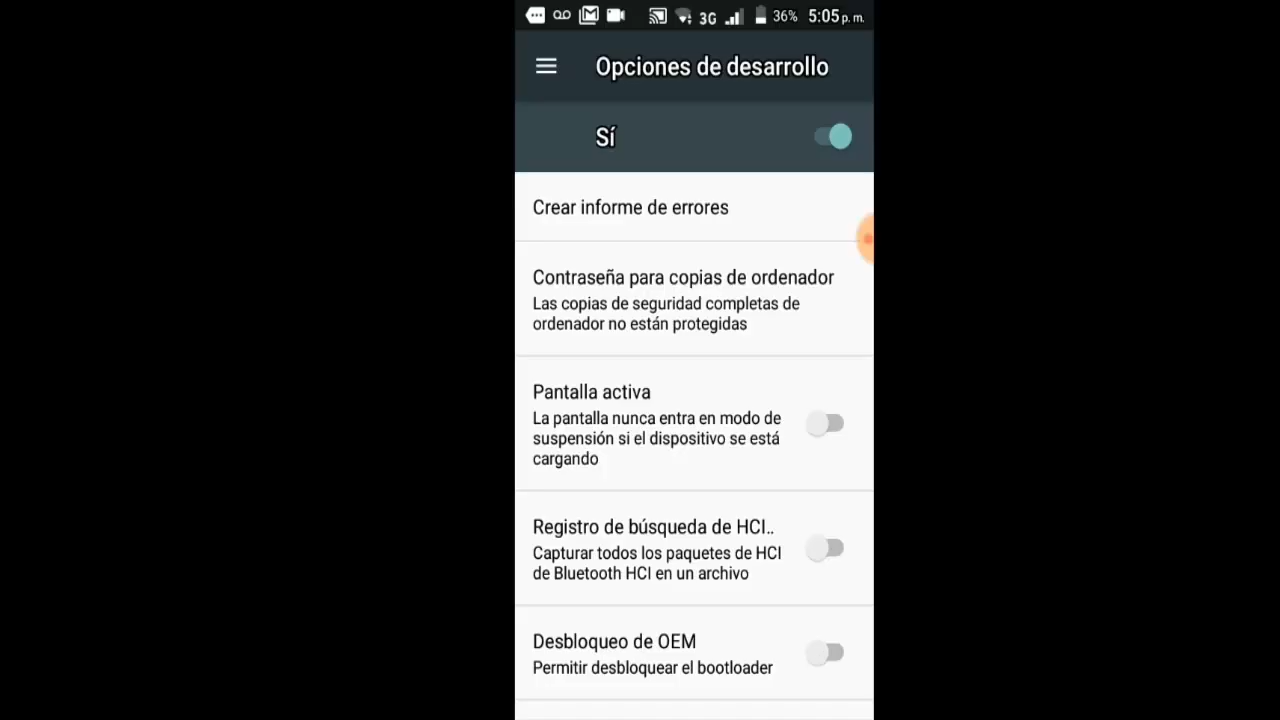 3G 36% 5:05 p. m.
Opciones de desarrollo
Sí
Crear informe de errores
Contraseña para copias de ordenador
Las copias de seguridad completas de
ordenador no están protegidas
Pantalla activa
La pantalla nunca entra en modo de
suspensión si el dispositivo se está
cargando
Registro de búsqueda de HCI..
Capturar todos los paquetes de HCI
de Bluetooth HCI en un archivo
Desbloqueo de OEM
Permitir desbloquear el bootloader